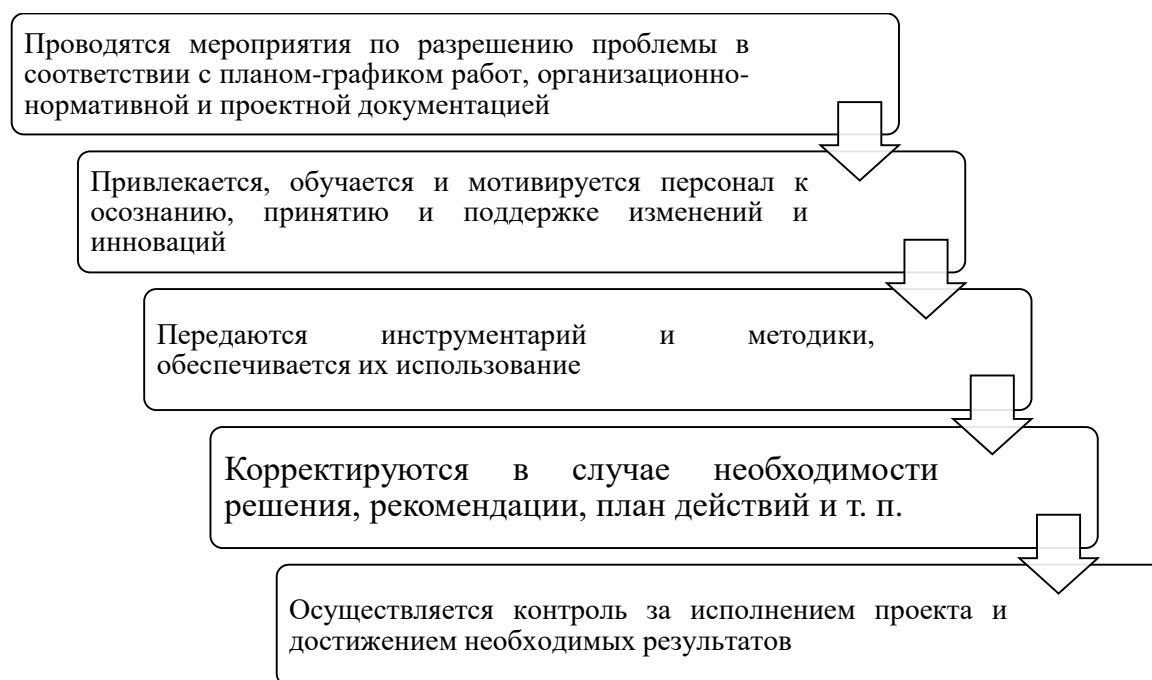 Проводятся мероприятия по разрешению проблемы в
соответствии с планом-графиком работ, организационно-
нормативной и проектной документацией
Привлекается, обучается и мотивируется персонал к
осознанию, принятию и поддержке изменений и
инноваций
Передаются инструментарий и методики,
обеспечивается их использование
Корректируются в случае необходимости
решения, рекомендации, план действий и т. п.
Осуществляется контроль за исполнением проекта и
достижением необходимых результатов